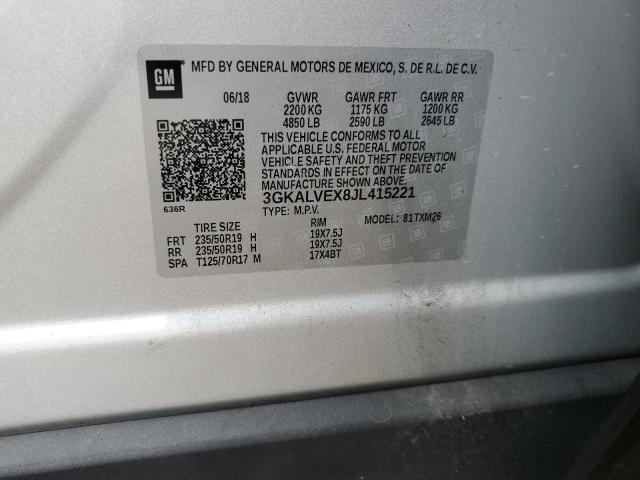 GM
MFD BY GENERAL MOTORS DE MEXICO, S. DE R.L. DE C.V.
06/18 GVWR GAWR FRT GAWR RR
2200 KG 1175 KG 1200 KG
4850 LB 2590 LB 2645 LB
THIS VEHICLE CONFORMS TO ALL
APPLICABLE U.S. FEDERAL MOTOR
VEHICLE SAFETY AND THEFT PREVENTION
STANDARDS IN EFFECT ON THE DATE OF
MANUFACTURE SHOWN ABOVE.
3GKALVEX8JL415221
636R
TYPE: M.P.V. MODEL: 81TXM26
TIRE SIZE RIM
FRT 235/50R19 H 19X7.5J
RR 235/50R19 H 19X7.5J
SPA T125/70R17 M 17X4BT